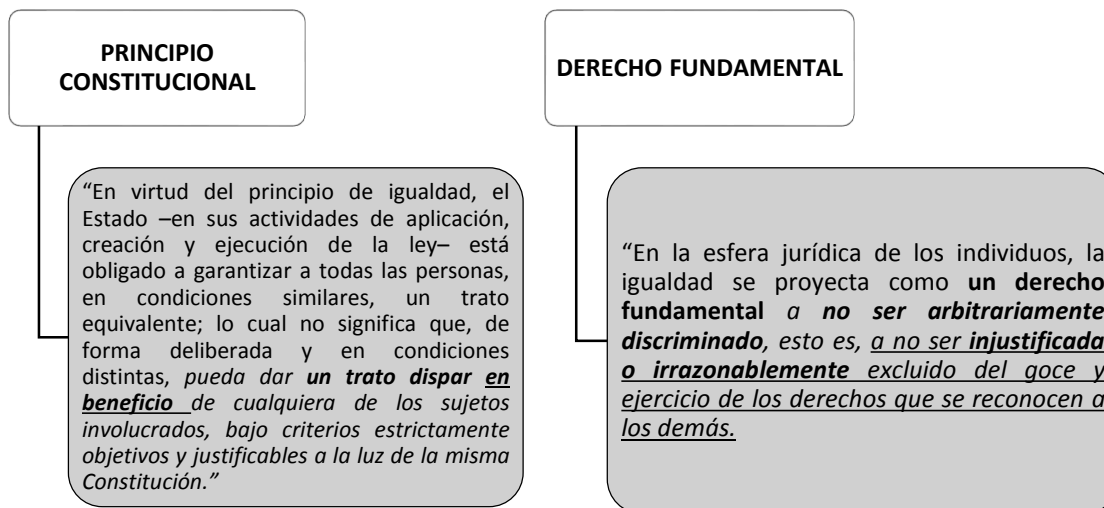 PRINCIPIO
CONSTITUCIONAL
“En virtud del principio de igualdad, el
Estado –en sus actividades de aplicación,
creación y ejecución de la ley– está
obligado a garantizar a todas las personas,
en condiciones similares, un trato
equivalente; lo cual no significa que, de
forma deliberada y en condiciones
distintas, pueda dar un trato dispar en
beneficio de cualquiera de los sujetos
involucrados, bajo criterios estrictamente
objetivos y justificables a la luz de la misma
Constitución.”
DERECHO FUNDAMENTAL
“En la esfera jurídica de los individuos, la
igualdad se proyecta como un derecho
fundamental a no ser arbitrariamente
discriminado, esto es, a no ser injustificada
o irrazonablemente excluido del goce y
ejercicio de los derechos que se reconocen a
los demás.